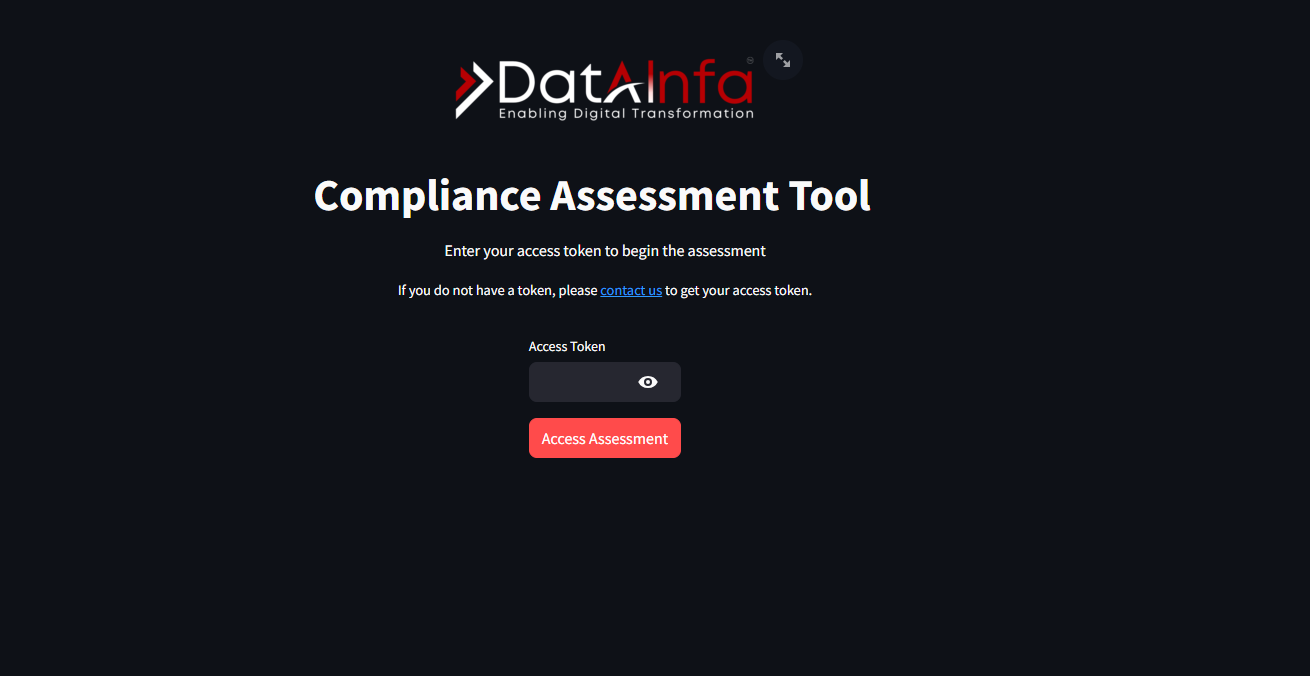 DatAInfa
Enabling Digital Transformation
Compliance Assessment Tool
Enter your access token to begin the assessment
If you do not have a token, please contact us to get your access token.
Access Token
Access Assessment